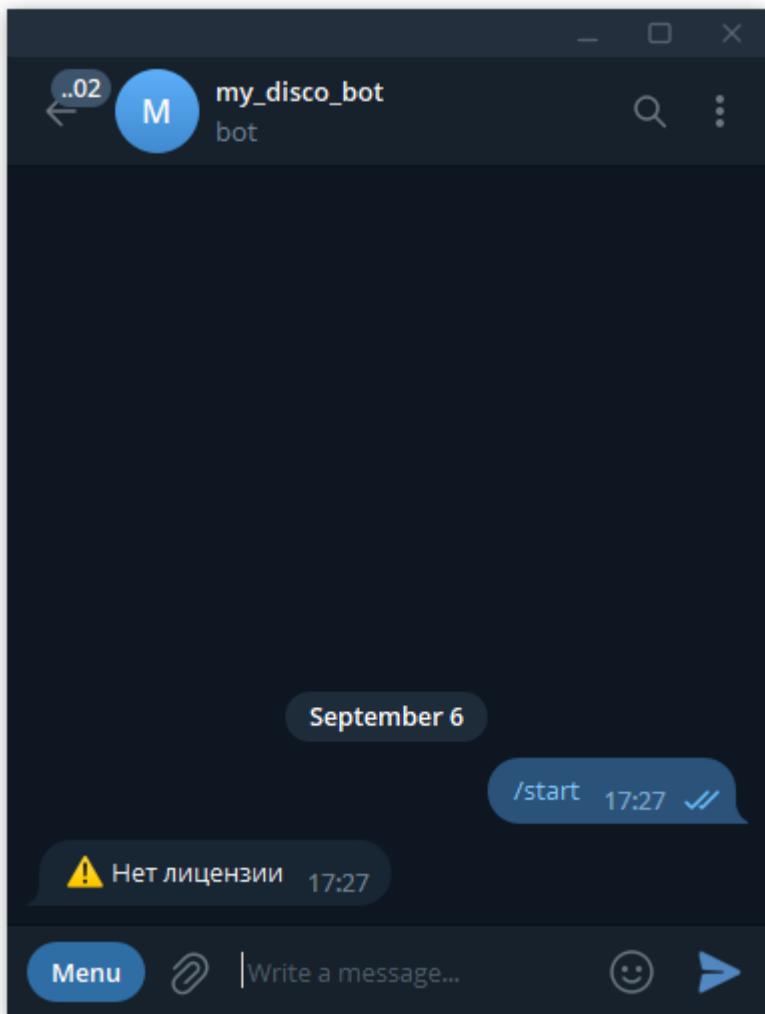 ..02
my_disco_bot
bot
September 6
/start 17:27
⚠️ Нет лицензии 17:27
Menu
Write a message...
M